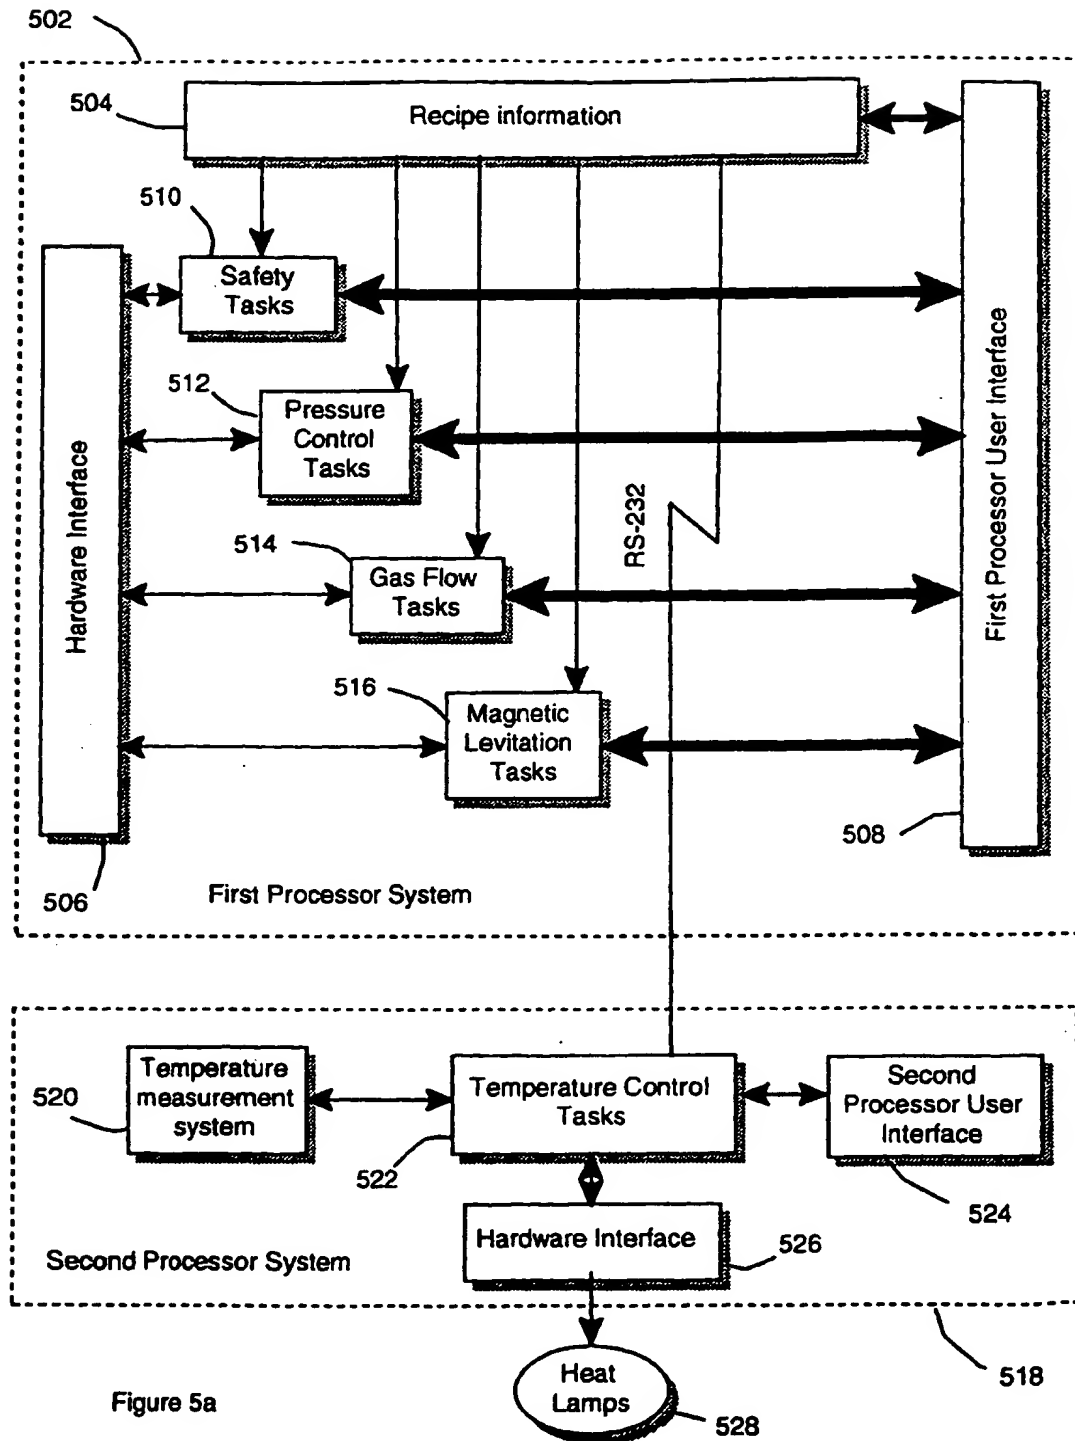 502
504
Recipe information
510
Safety
Tasks
512
Pressure
Control
Tasks
RS-232
514
Gas Flow
Tasks
Hardware Interface
First Processor User Interface
516
Magnetic
Levitation
Tasks
508
506
First Processor System
Temperature
measurement
system
520
Temperature Control
Tasks
522
Second
Processor User
Interface
524
Hardware Interface
526
Second Processor System
518
Heat
Lamps
528
Figure 5a